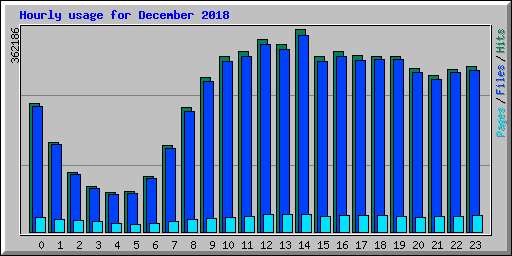 Hourly usage for December 2018
362186
Pages/Files/Hits
0 1 2 3 4 5 6 7 8 9 10 11 12 13 14 15 16 17 18 19 20 21 22 23